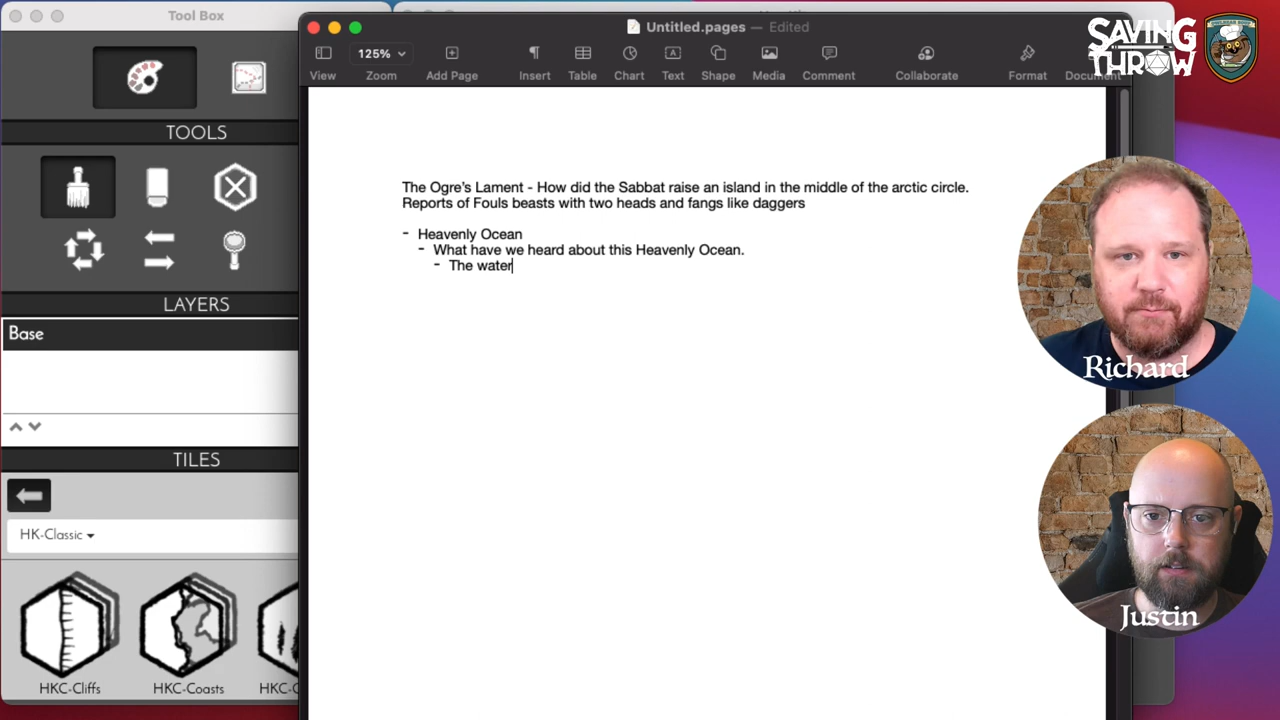 Tool Box
Untitled.pages — Edited
SAVING
THROW
125%
View
Zoom
Add Page
Insert
Table
Chart
Text
Shape
Media
Comment
Collaborate
Format
Document
TOOLS
The Ogre's Lament - How did the Sabbat raise an island in the middle of the arctic circle.
Reports of Fouls beasts with two heads and fangs like daggers
- Heavenly Ocean
- What have we heard about this Heavenly Ocean.
- The water
LAYERS
Base
Richard
TILES
HK-Classic
Justin
HKC-Cliffs
HKC-Coasts